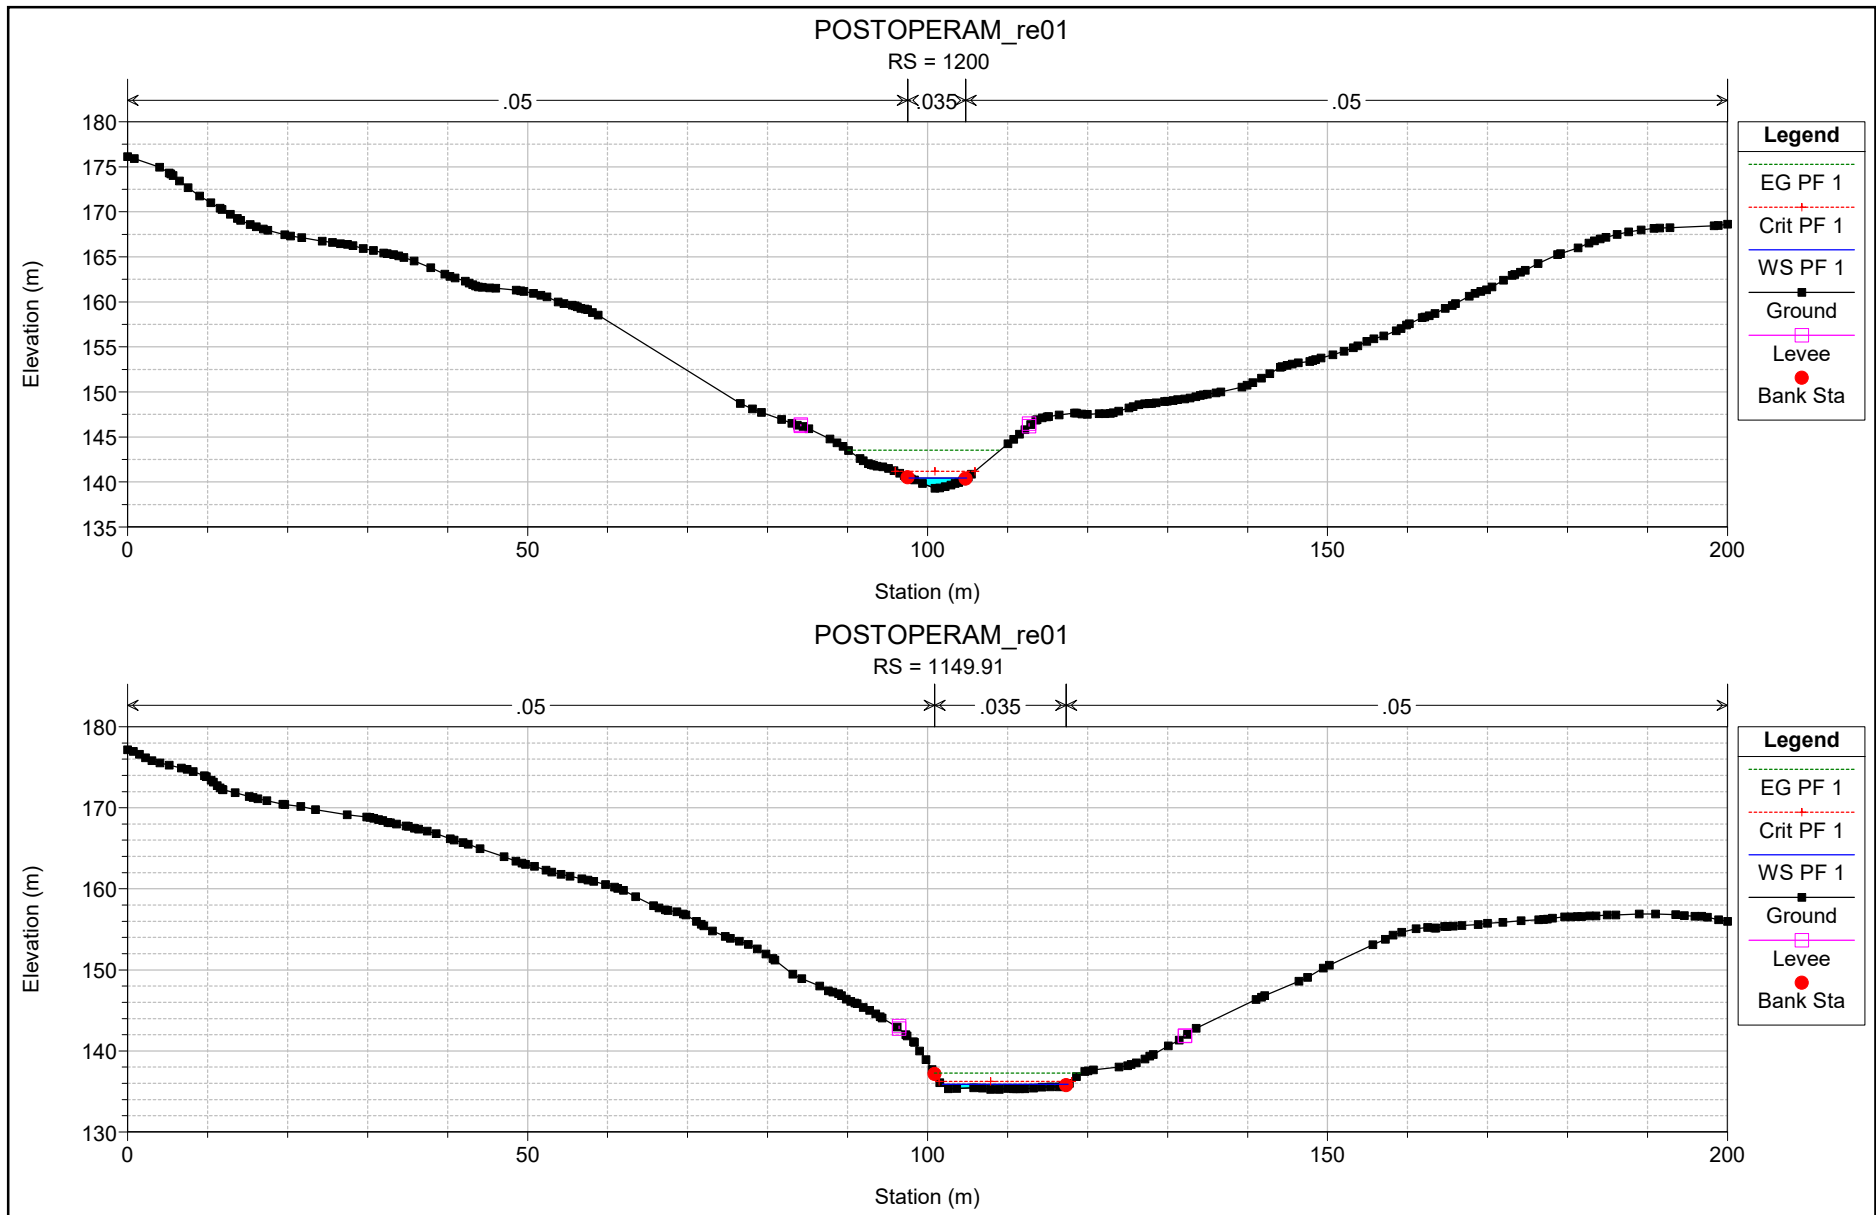 POSTOPERAM_re01
RS = 1200
.05
.035
.05
180
175
170
165
160
155
150
145
140
135
Elevation (m)
0
50
100
150
200
Station (m)
Legend
EG PF 1
Crit PF 1
WS PF 1
Ground
Levee
Bank Sta
POSTOPERAM_re01
RS = 1149.91
.05
.035
.05
180
170
160
150
140
130
Elevation (m)
0
50
100
150
200
Station (m)
Legend
EG PF 1
Crit PF 1
WS PF 1
Ground
Levee
Bank Sta